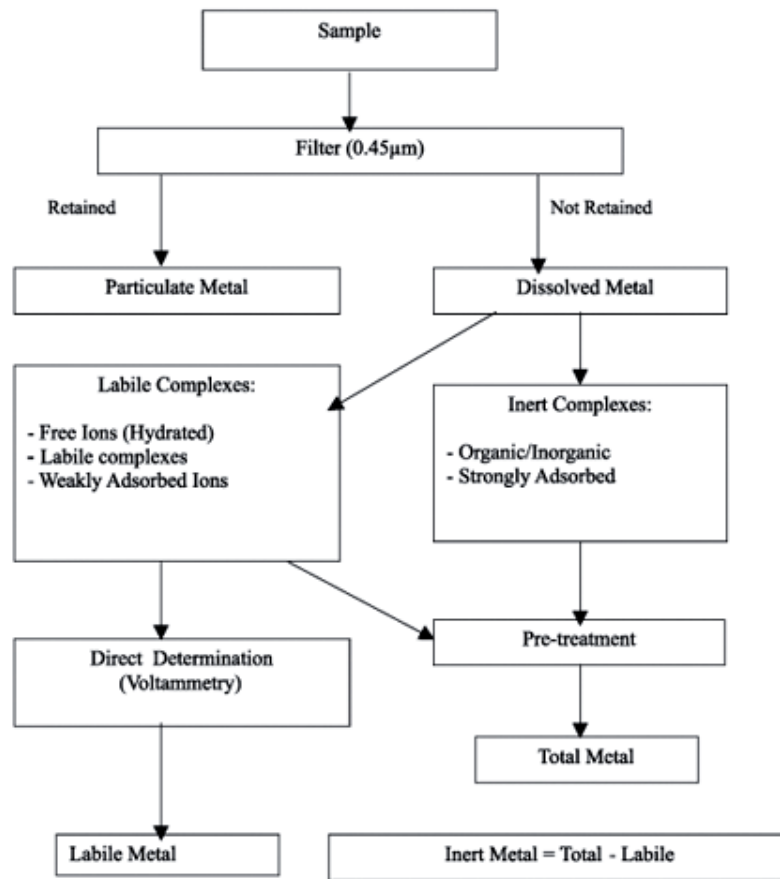 Sample
Filter (0.45µm)
Retained
Not Retained
Particulate Metal
Dissolved Metal
Labile Complexes:
- Free Ions (Hydrated)
- Labile complexes
- Weakly Adsorbed Ions
Inert Complexes:
- Organic/Inorganic
- Strongly Adsorbed
Direct Determination
(Voltammetry)
Pre-treatment
Total Metal
Labile Metal
Inert Metal = Total - Labile